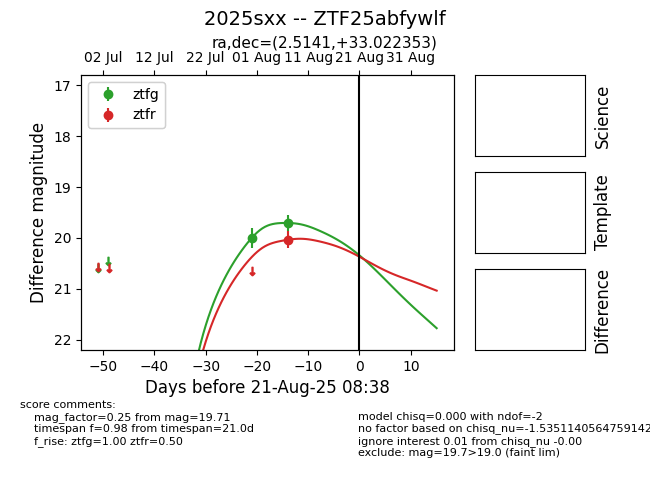 2025sxx -- ZTF25abfywlf
ra,dec=(2.5141,+33.022353)
02 Jul 12 Jul 22 Jul 01 Aug 11 Aug 21 Aug 31 Aug
ztfg
ztfr
17
18
19
20
21
22
Difference magnitude
−50 −40 −30 −20 −10 0 10
Days before 21-Aug-25 08:38
Science
Template
Difference
score comments:
mag_factor=0.25 from mag=19.71
timespan f=0.98 from timespan=21.0d
f_rise: ztfg=1.00 ztfr=0.50
model chisq=0.000 with ndof=-2
no factor based on chisq_nu=-1.5351140564759142
ignore interest 0.01 from chisq_nu -0.00
exclude: mag=19.7>19.0 (faint lim)